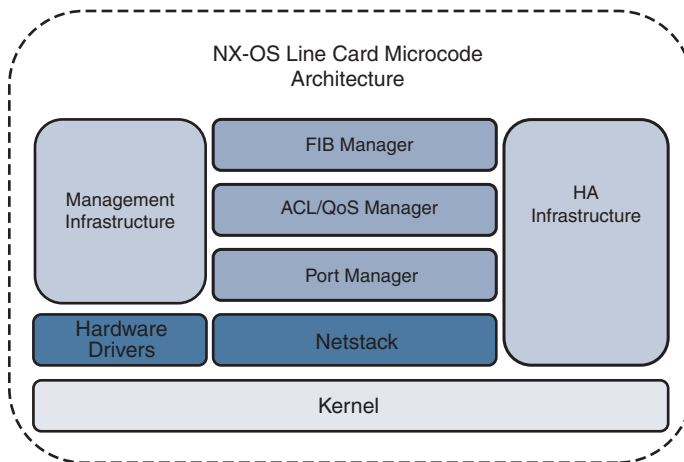 NX-OS Line Card Microcode
Architecture
Management
Infrastructure
FIB Manager
ACL/QoS Manager
Port Manager
HA
Infrastructure
Hardware
Drivers
Netstack
Kernel